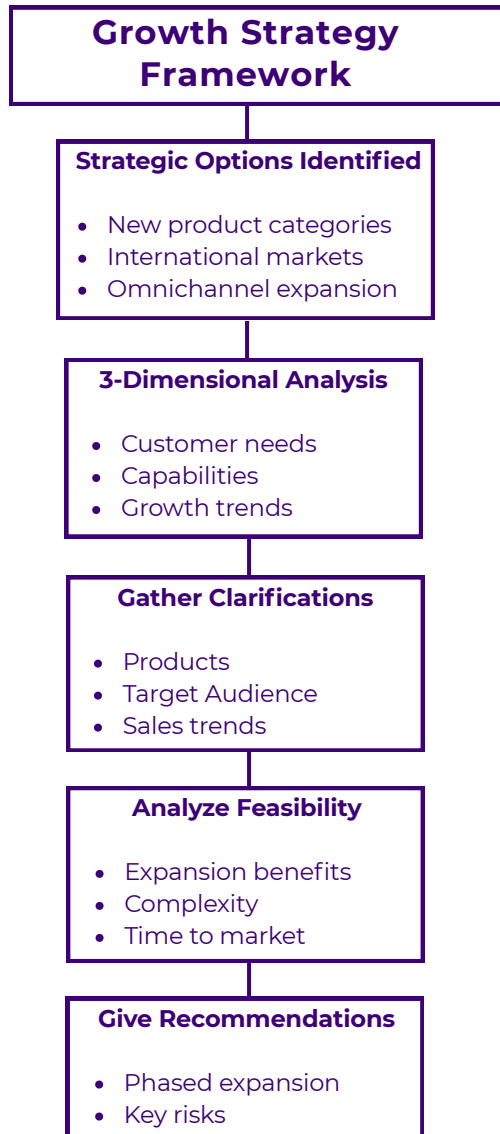 Growth Strategy
Framework
Strategic Options Identified
• New product categories
• International markets
• Omnichannel expansion
3-Dimensional Analysis
• Customer needs
• Capabilities
• Growth trends
Gather Clarifications
• Products
• Target Audience
• Sales trends
Analyze Feasibility
• Expansion benefits
• Complexity
• Time to market
Give Recommendations
• Phased expansion
• Key risks